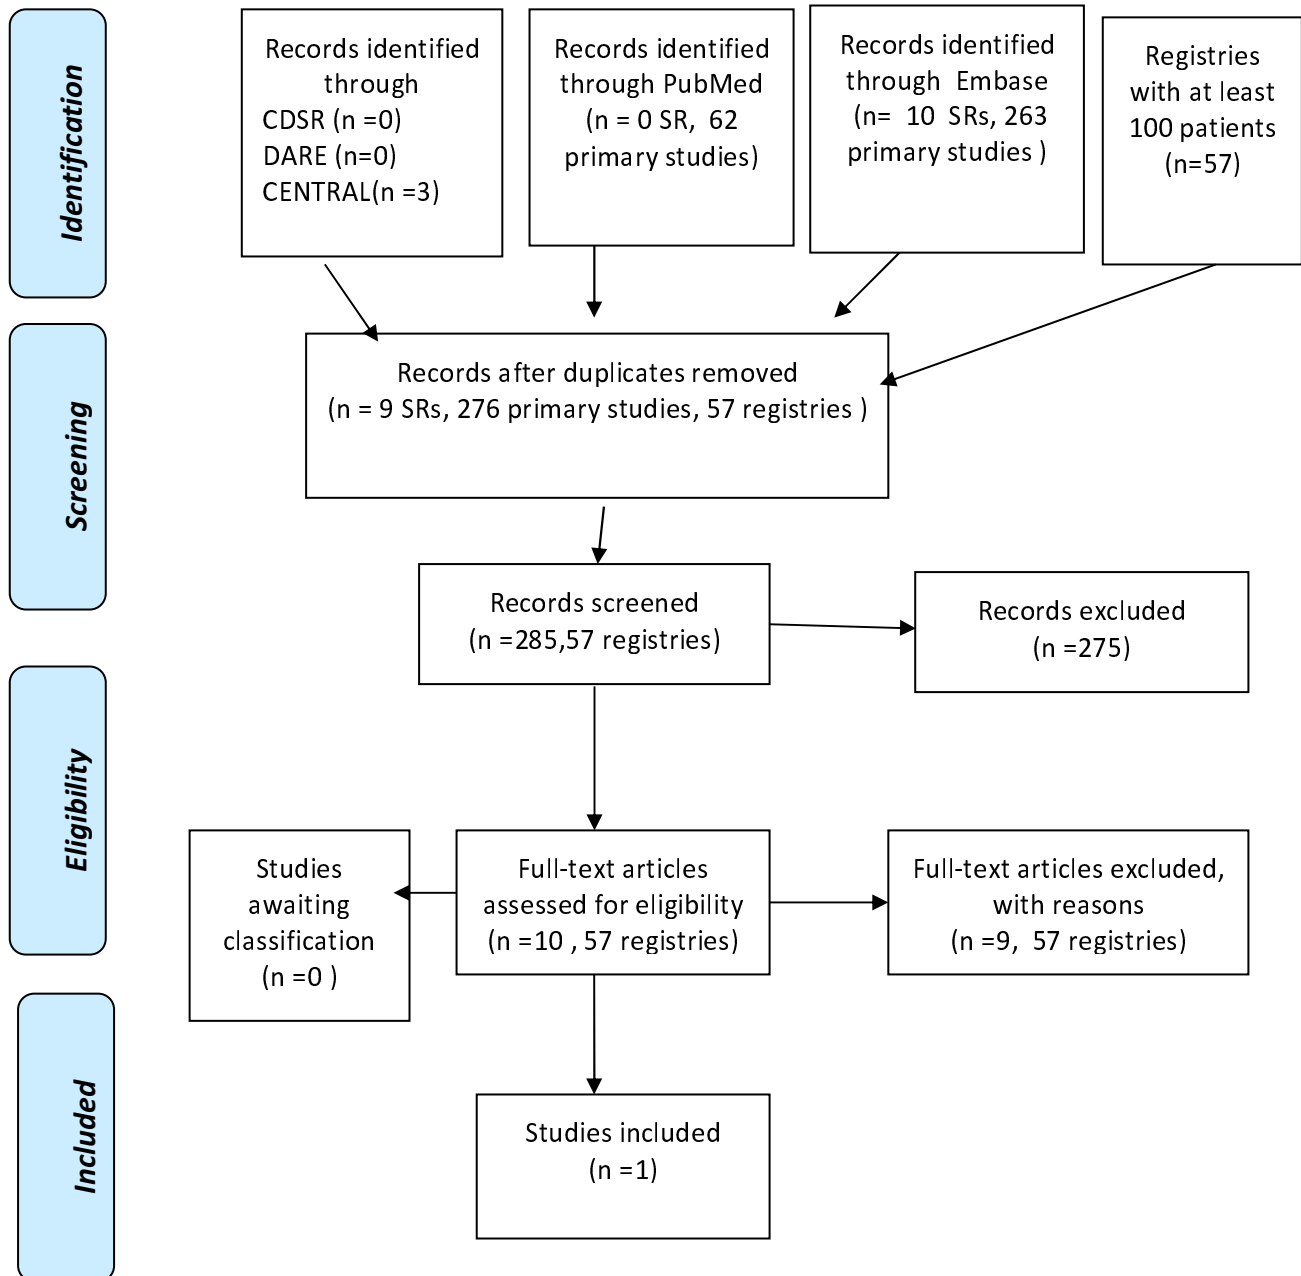 Identification
Records identified
through
CDSR (n =0)
DARE (n=0)
CENTRAL(n =3)
Records identified
through PubMed
(n = 0 SR, 62
primary studies)
Records identified
through Embase
(n= 10 SRs, 263
primary studies )
Registries
with at least
100 patients
(n=57)
Screening
Records after duplicates removed
(n = 9 SRs, 276 primary studies, 57 registries )
Records screened
(n =285,57 registries)
Records excluded
(n =275)
Eligibility
Studies
awaiting
classification
(n =0 )
Full-text articles
assessed for eligibility
(n =10 , 57 registries)
Full-text articles excluded,
with reasons
(n =9, 57 registries)
Included
Studies included
(n =1)